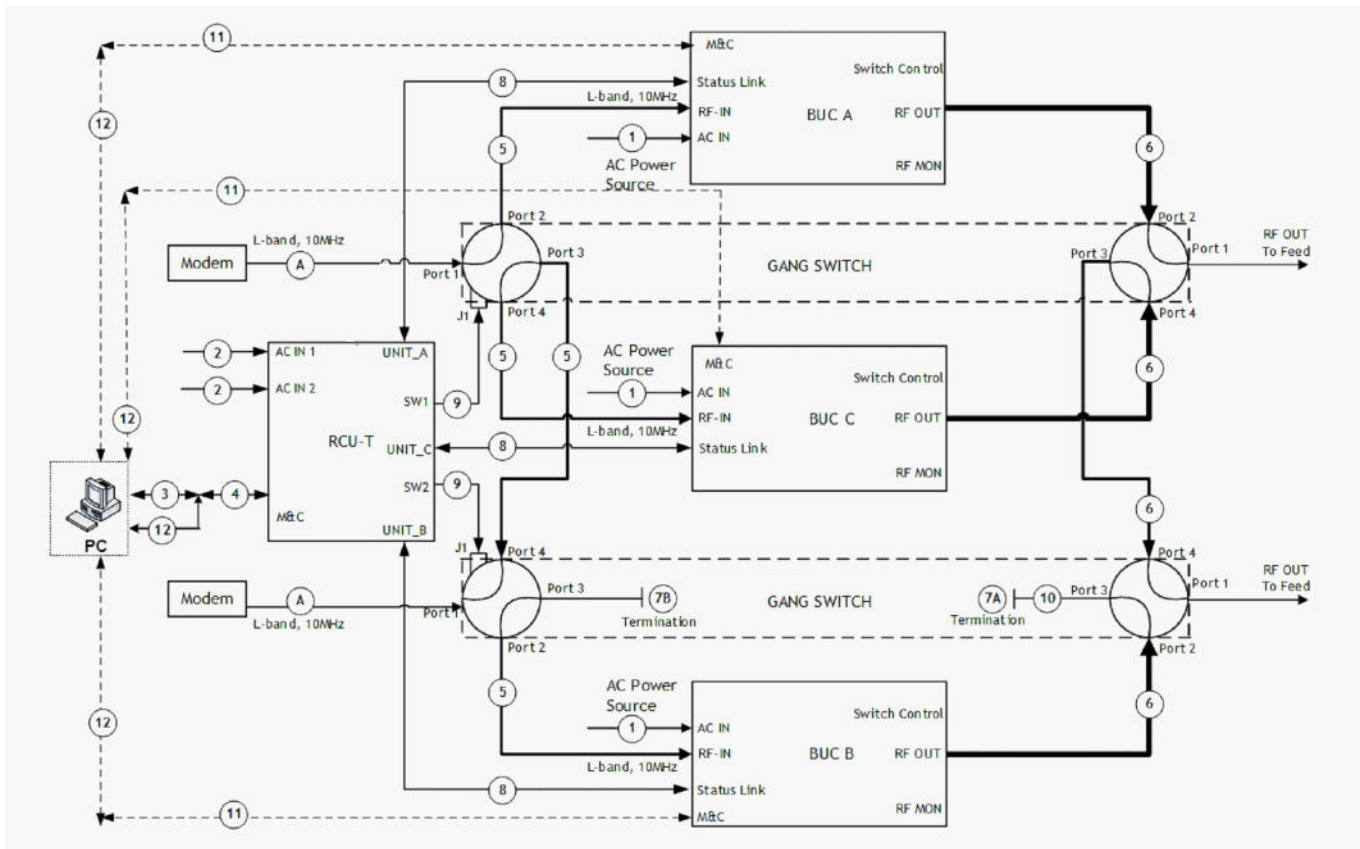 11
M&C
Switch Control
8
Status Link
L-band, 10MHz
RF-IN
BUC A
RF OUT
12
1
AC IN
5
6
AC Power
Source
RF MON
11
12
Port 2
Port 2
L-band, 10MHz
Port 3
RF OUT
To Feed
Modem
A
Port 1
GANG SWITCH
Port 3
Port 1
J1
Port 4
Port 4
2
AC IN 1
UNIT_A
5
5
AC Power
Source
M&C
Switch Control
6
2
AC IN 2
1
AC IN
SW1
9
RF-IN
BUC C
RF OUT
12
L-band, 10MHz
RCU-T
UNIT_C
8
Status Link
RF MON
SW2
9
3
4
M&C
12
UNIT_B
6
PC
J1
Port 4
Port 4
RF OUT
To Feed
Modem
A
Port 1
Port 3
7B
GANG SWITCH
7A
10
Port 3
Port 1
L-band, 10MHz
Termination
Termination
Port 2
Port 2
5
AC Power
Source
6
12
1
AC IN
Switch Control
RF-IN
BUC B
RF OUT
L-band, 10MHz
8
Status Link
11
M&C
RF MON